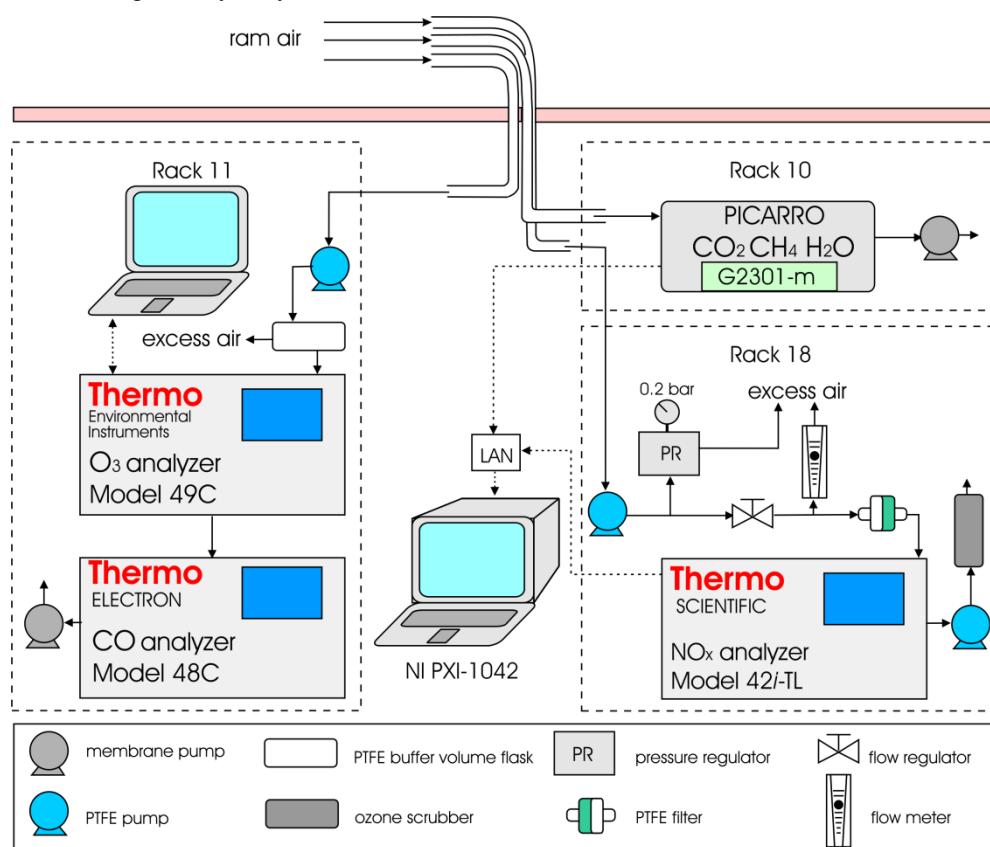 ram air
Rack 11
Rack 10
PICARRO
CO₂ CH₄ H₂O
G2301-m
excess air
Rack 18
0.2 bar
excess air
Thermo
Environmental
Instruments
O₃ analyzer
Model 49C
LAN
PR
Thermo
ELECTRON
CO analyzer
Model 48C
NI PXI-1042
Thermo
SCIENTIFIC
NOₓ analyzer
Model 42i-TL
membrane pump
PTFE buffer volume flask
PR
pressure regulator
flow regulator
PTFE pump
ozone scrubber
PTFE filter
flow meter